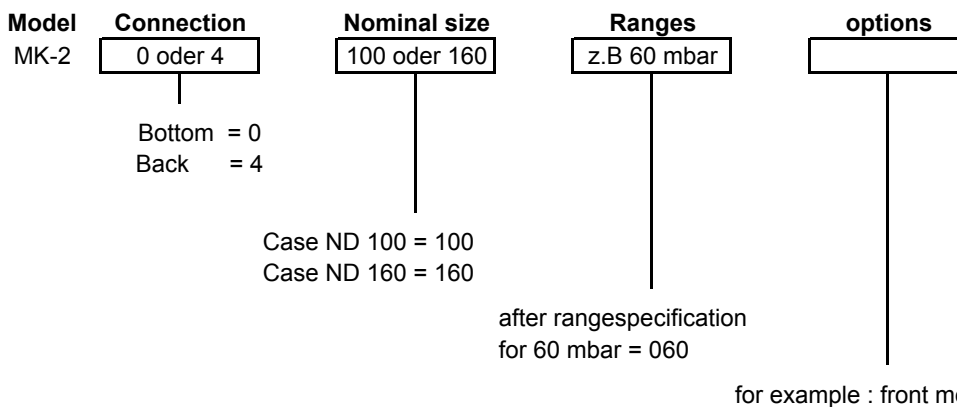 Model Connection Nominal size Ranges options
MK-2 0 oder 4 100 oder 160 z.B 60 mbar
Bottom = 0
Back = 4
Case ND 100 = 100
Case ND 160 = 160
after rangespecification
for 60 mbar = 060
for example : front